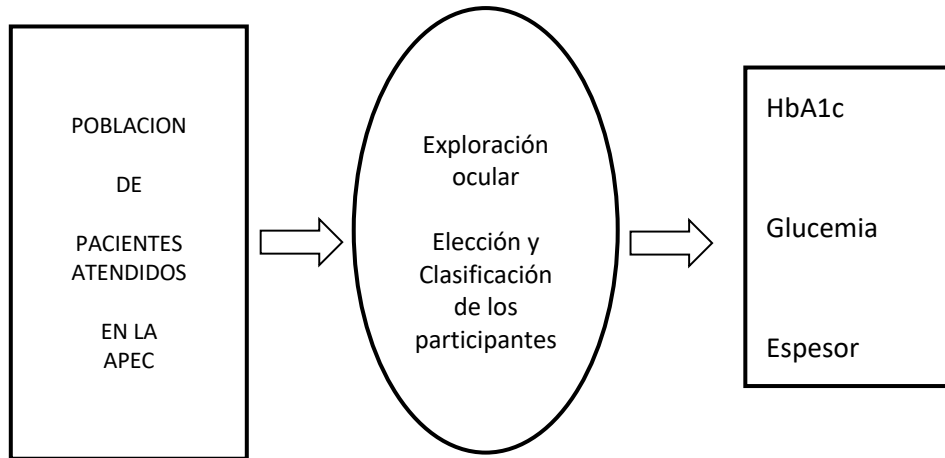 POBLACION
DE
PACIENTES
ATENDIDOS
EN LA
APEC
Exploración
ocular
Elección y
Clasificación
de los
participantes
HbA1c
Glucemia
Espesor